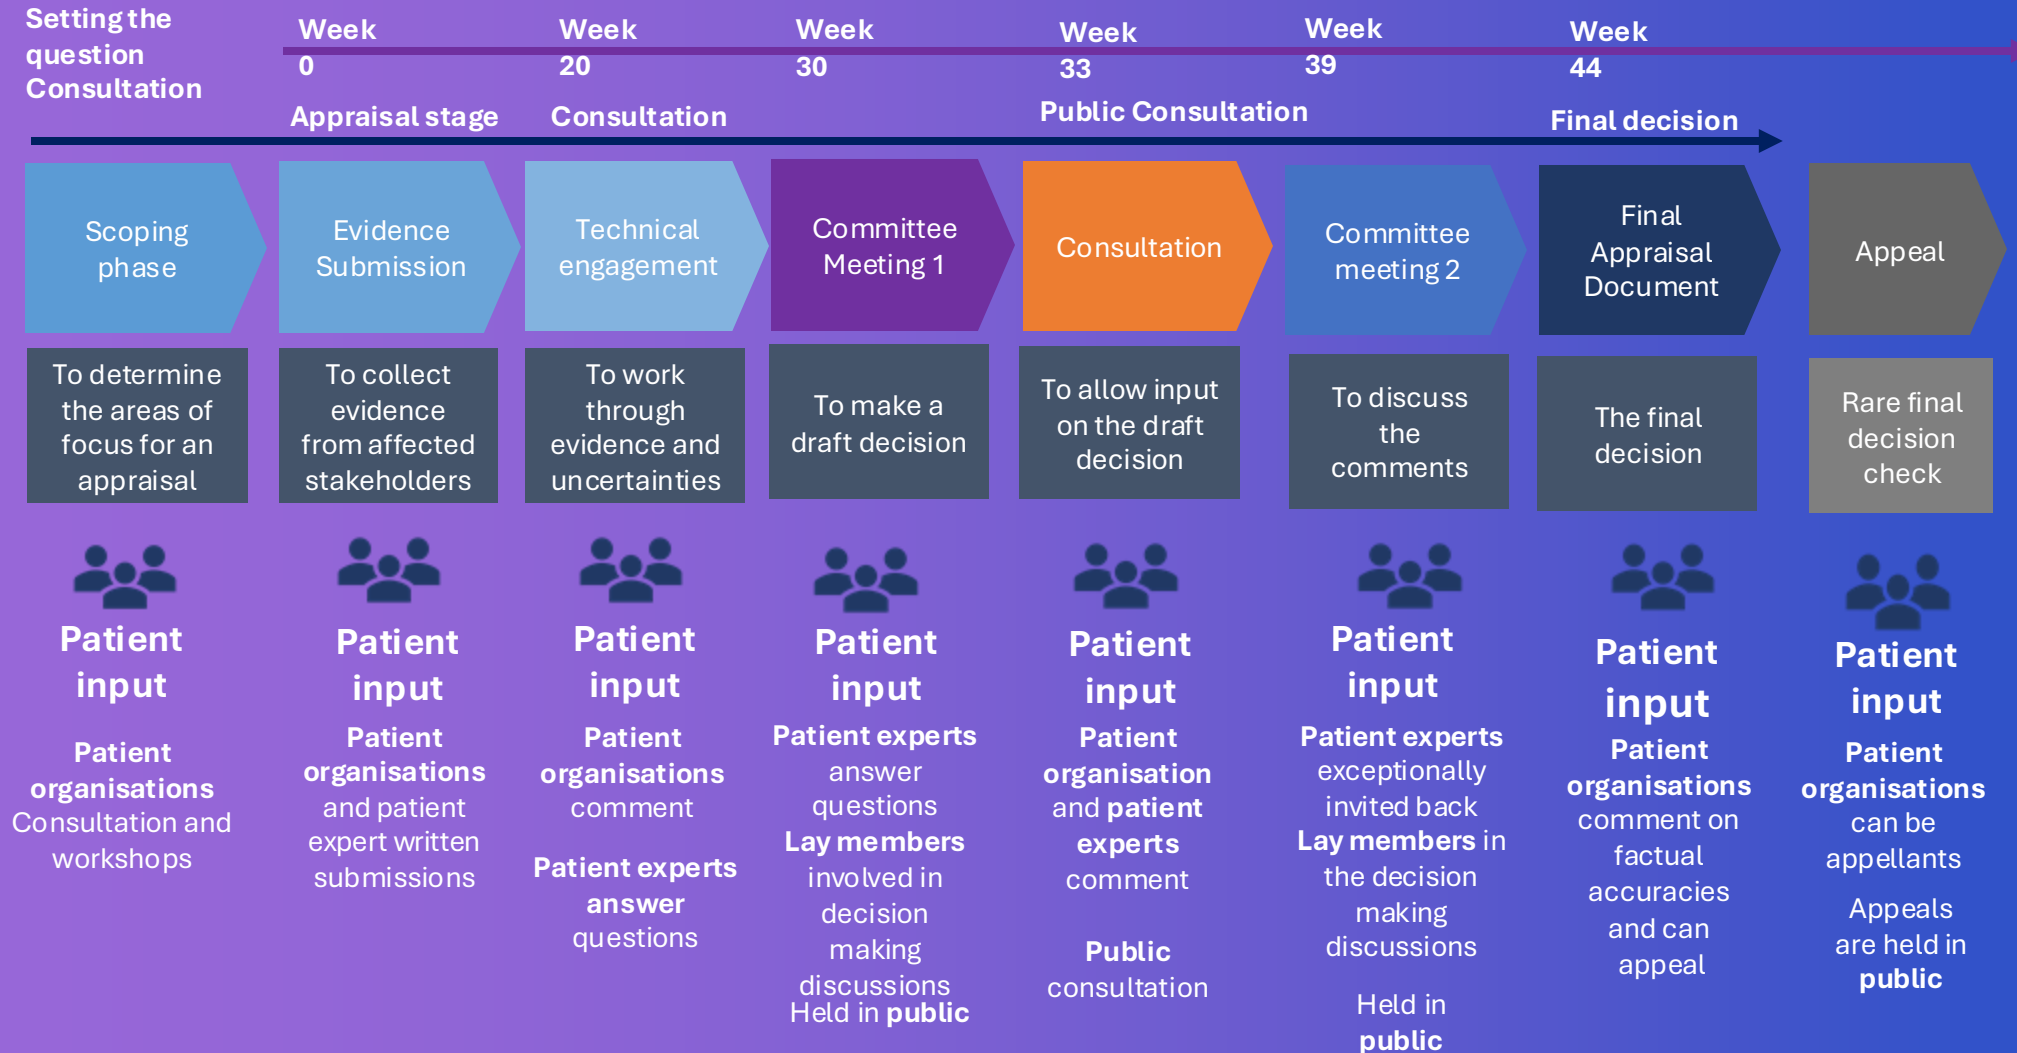 Setting the
question
Consultation
Week
0
Week
20
Week
30
Week
33
Week
39
Week
44
Appraisal stage
Consultation
Public Consultation
Final decision
Scoping
phase
Evidence
Submission
Technical
engagement
Committee
Meeting 1
Consultation
Committee
meeting 2
Final
Appraisal
Document
Appeal
To determine
the areas of
focus for an
appraisal
To collect
evidence
from affected
stakeholders
To work
through
evidence and
uncertainties
To make a
draft decision
To allow input
on the draft
decision
To discuss
the
comments
The final
decision
Rare final
decision
check
Patient
input
Patient
organisations
Consultation and
workshops
Patient
input
Patient
organisations
and patient
expert written
submissions
Patient
input
Patient
organisations
comment
Patient experts
answer
questions
Patient
input
Patient experts
answer
questions
Lay members
involved in
decision
making
discussions
Held in public
Patient
input
Patient
organisation
and patient
experts
comment
Public
consultation
Patient
input
Patient experts
exceptionally
invited back
Lay members in
the decision
making
discussions
Held in
public
Patient
input
Patient
organisations
comment on
factual
accuracies
and can
appeal
Patient
input
Patient
organisations
can be
appellants
Appeals
are held in
public